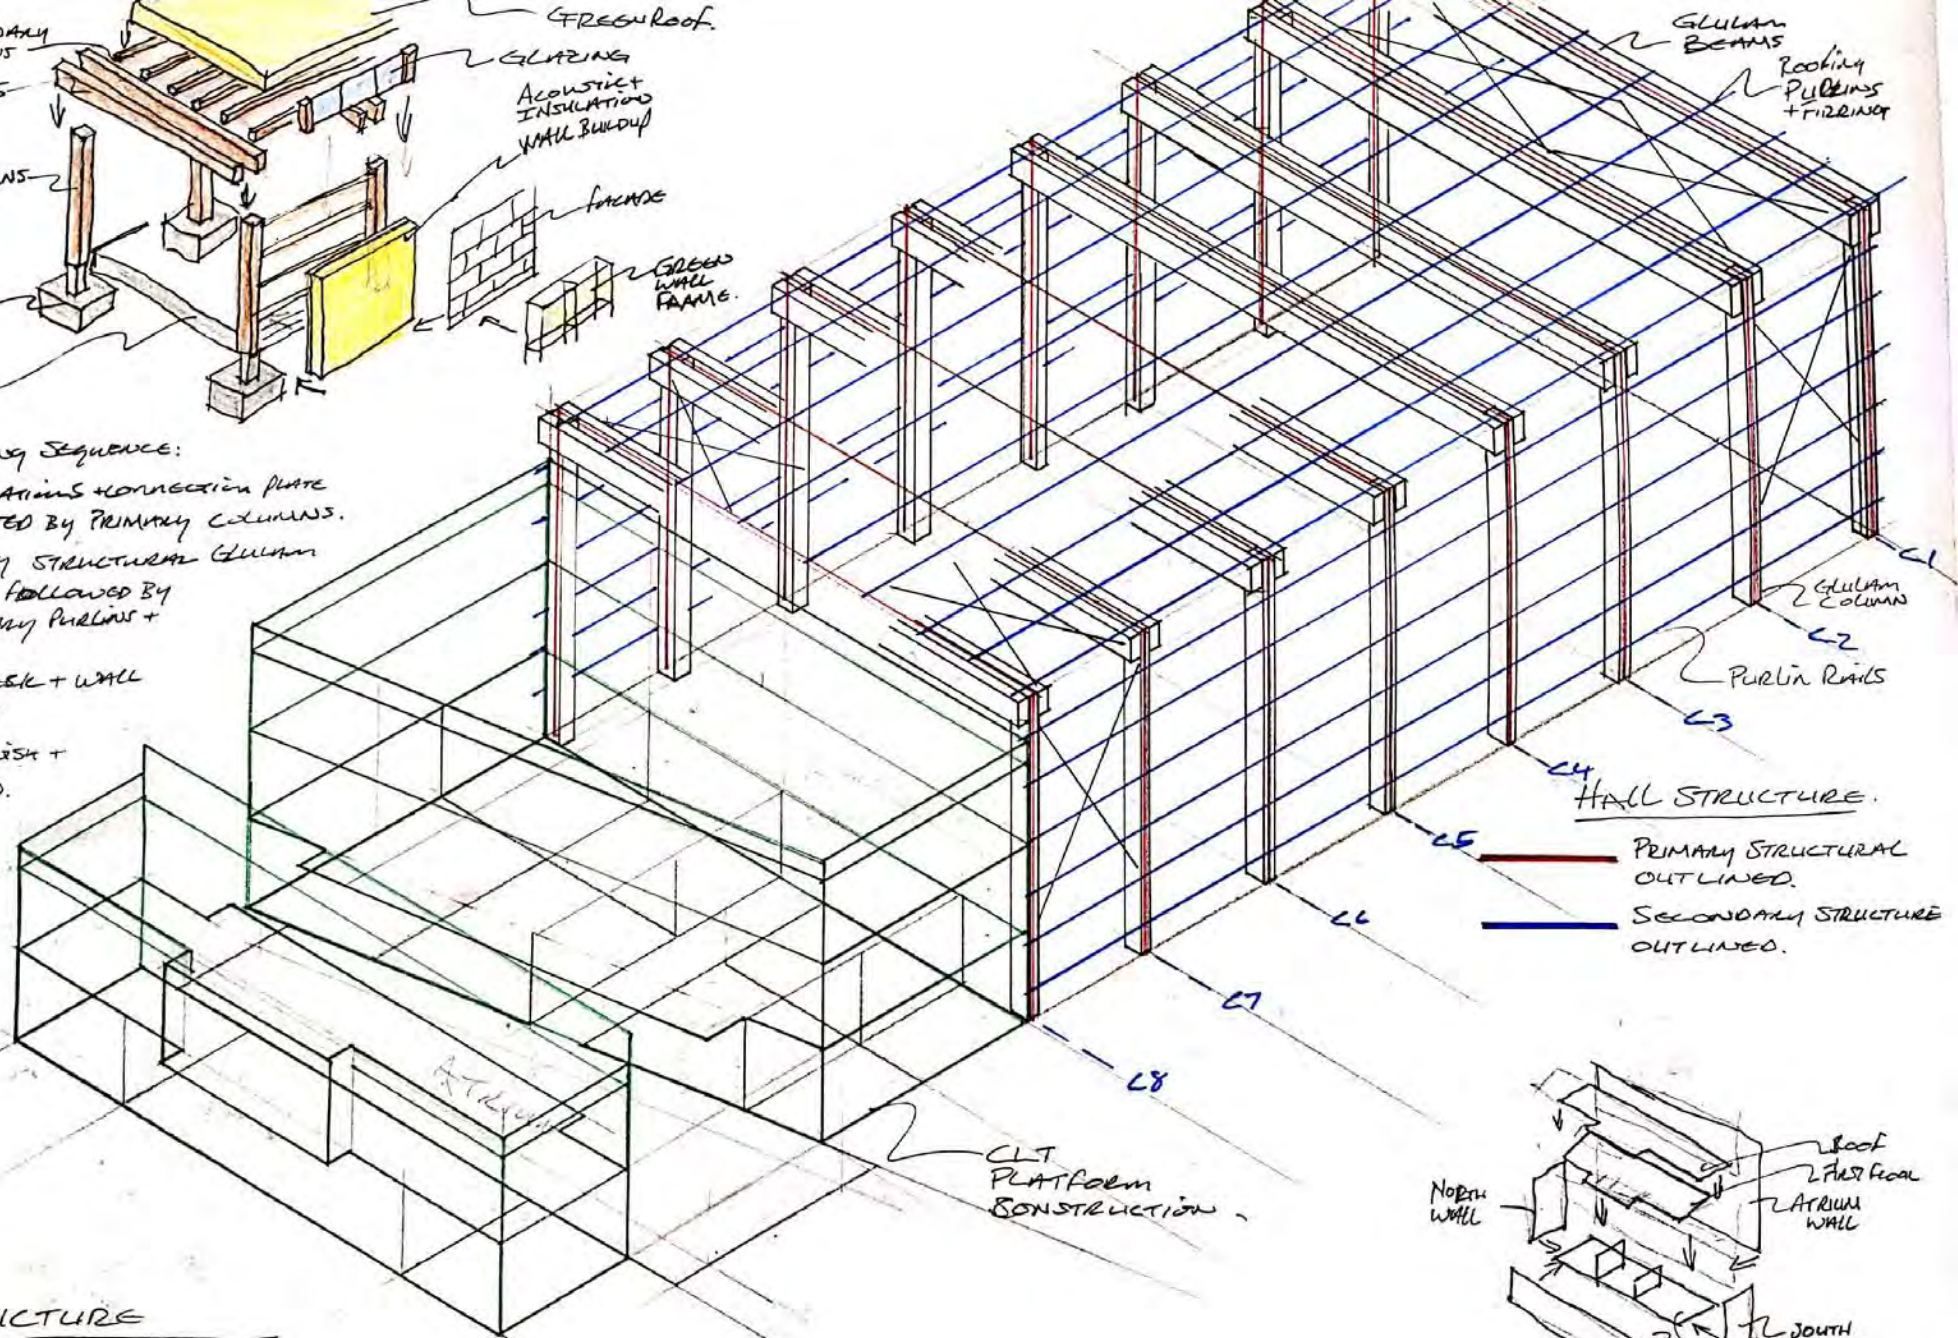 GREEN ROOF.
GLAZING
ACOUSTIC +
INSULATION
WALL BUILDUP
FACADE
GREEN
WALL
FRAME.
SEQUENCE:
+ CONNECTION PLATE
BY PRIMARY COLUMNS.
STRUCTURAL GLULAM
FOLLOWED BY
PURLINS +
+ WALL
GLULAM
BEAMS
ROOFING
PURLINS
+ FIRRING
C1
GLULAM
COLUMN
C2
PURLIN RAILS
C3
C4
HALL STRUCTURE.
C5
PRIMARY STRUCTURAL
OUTLINED.
C6
SECONDARY STRUCTURE
OUTLINED.
C7
C8
ATRIUM
CLT
PLATFORM
CONSTRUCTION.
ROOF
FIRST FLOOR
NORTH
WALL
ATRIUM
WALL
SOUTH